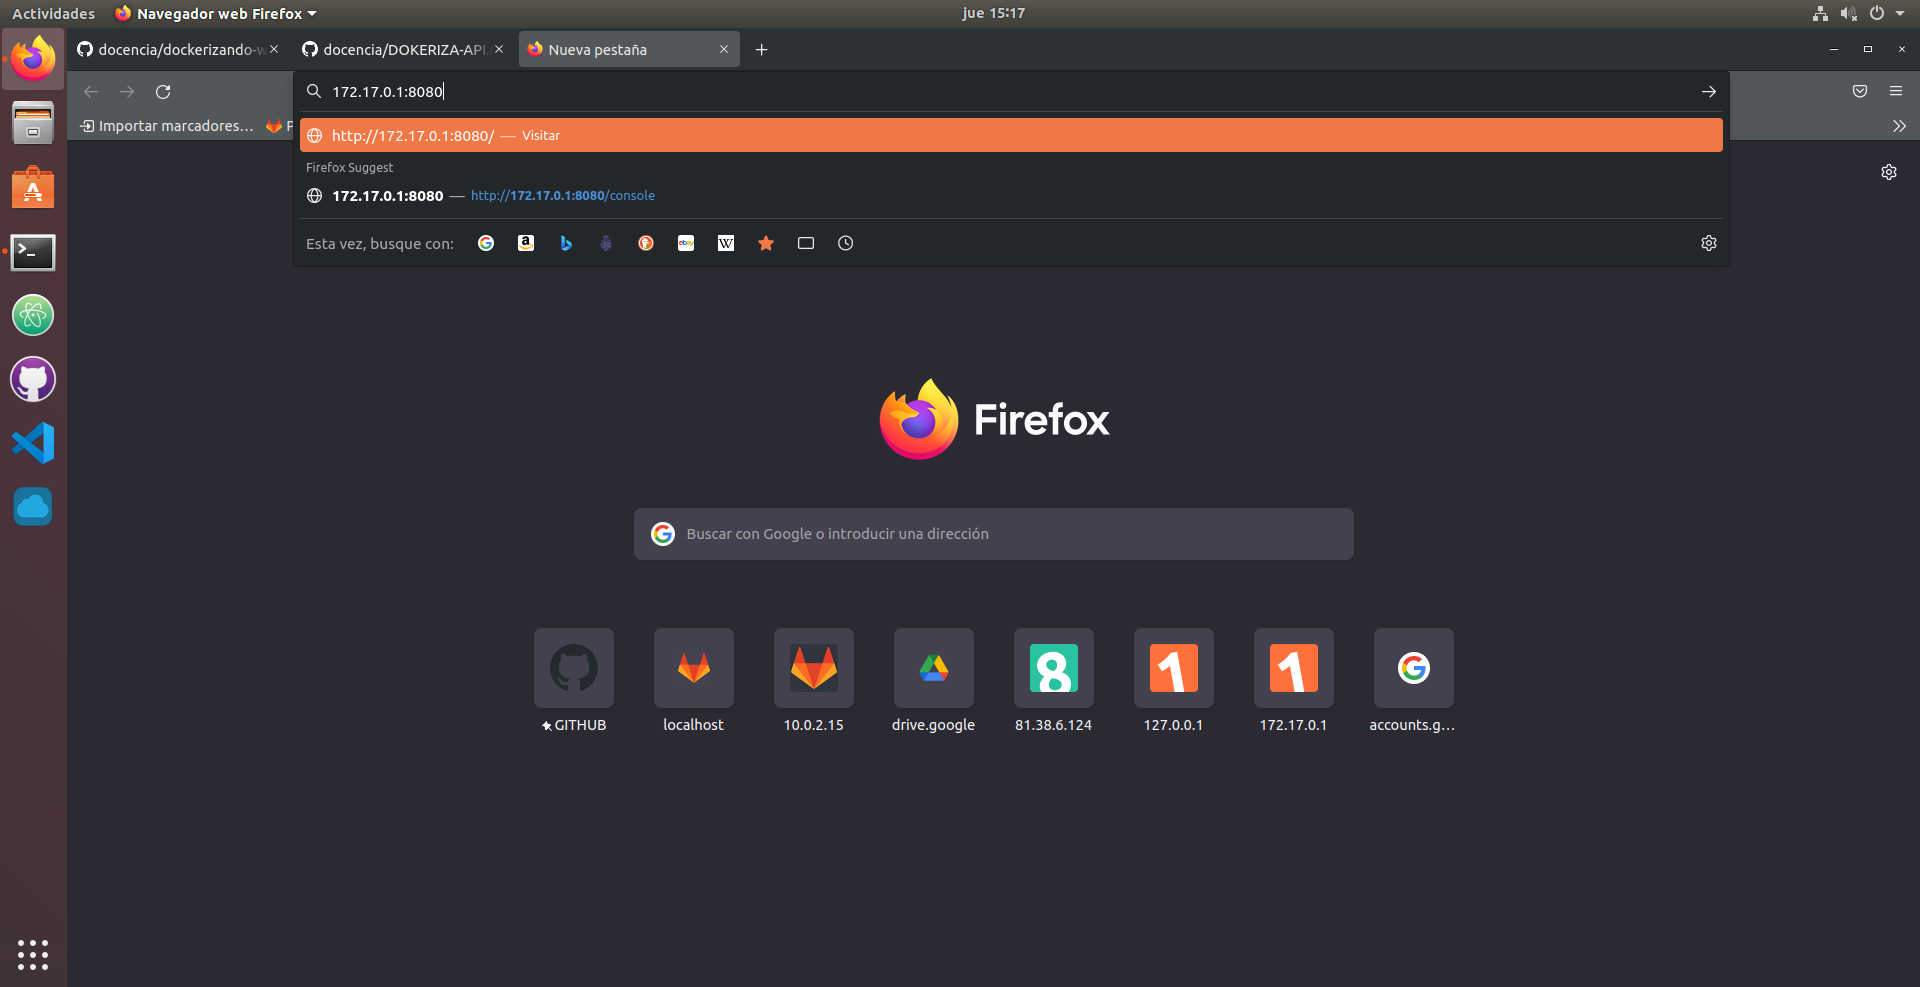 Actividades
Navegador web Firefox
jue 15:17
docencia/dockerizando-w
docencia/DOKERIZA-API.
Nueva pestaña
172.17.0.1:8080
Importar marcadores…
P
http://172.17.0.1:8080/ — Visitar
Firefox Suggest
172.17.0.1:8080 — http://172.17.0.1:8080/console
Esta vez, busque con:
Firefox
Buscar con Google o introducir una dirección
GITHUB
localhost
10.0.2.15
drive.google
81.38.6.124
127.0.0.1
172.17.0.1
accounts.g…